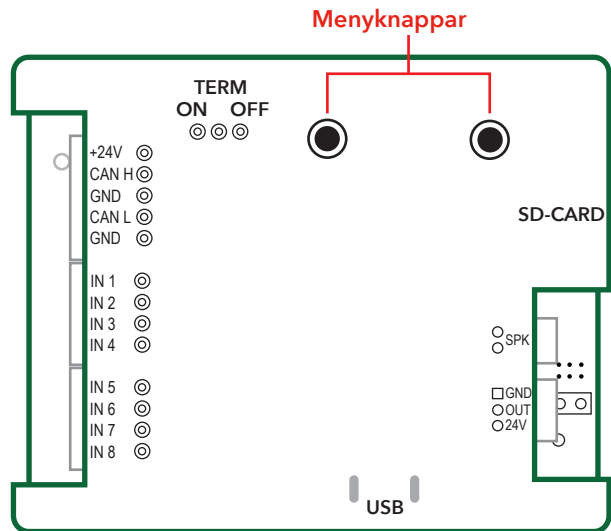 Menyknappar
TERM
ON OFF
+24V
CAN H
GND
CAN L
GND
SD-CARD
IN 1
IN 2
IN 3
IN 4
SPK
IN 5
IN 6
IN 7
IN 8
GND
OUT
24V
USB